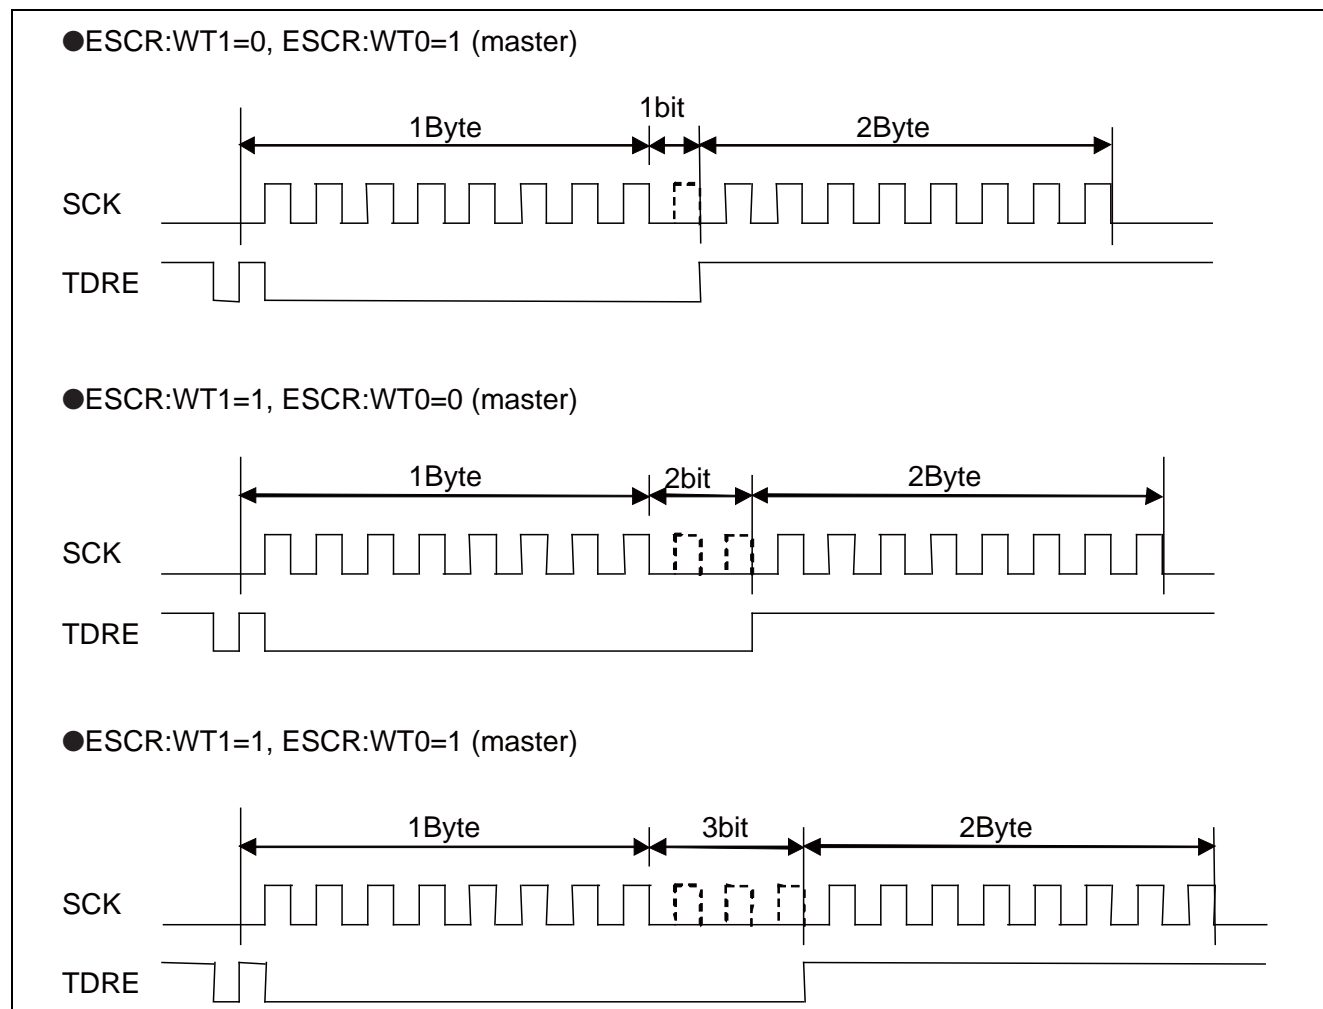 ●ESCR:WT1=0, ESCR:WT0=1 (master)
1Byte 1bit 2Byte
SCK
TDRE
●ESCR:WT1=1, ESCR:WT0=0 (master)
1Byte 2bit 2Byte
SCK
TDRE
●ESCR:WT1=1, ESCR:WT0=1 (master)
1Byte 3bit 2Byte
SCK
TDRE